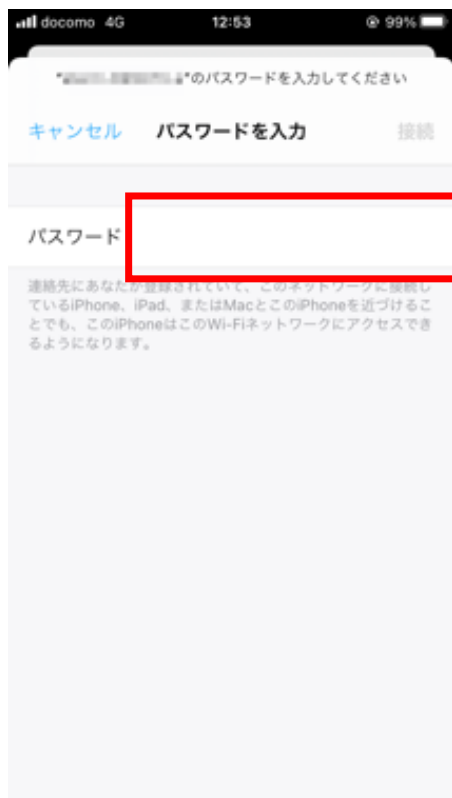 docomo 4G 12:53 99%
"のパスワードを入力してください
キャンセル パスワードを入力 接続
パスワード
連絡先にあなたが登録されていて、このネットワークに接続し
ているiPhone、iPad、またはMacとこのiPhoneを近づけるこ
とでも、このiPhoneはこのWi-Fiネットワークにアクセスでき
るようになります。